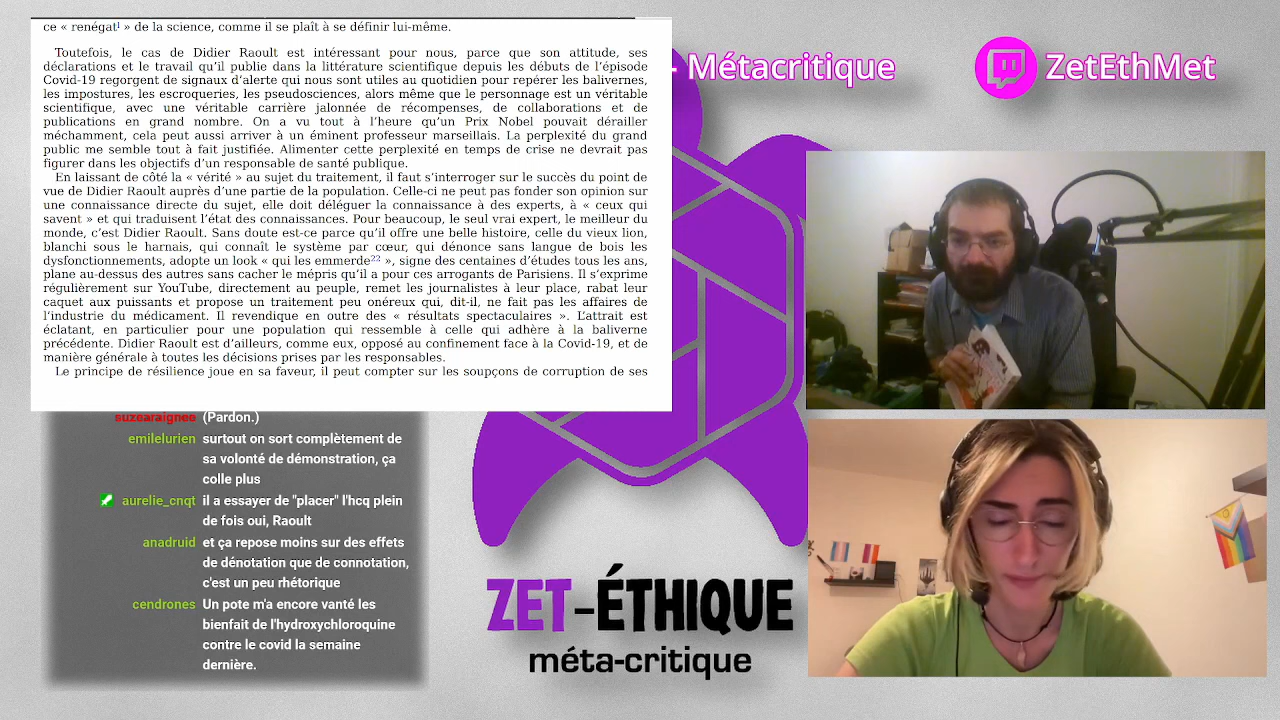 ce « renégat¹ » de la science, comme il se plaît à se définir lui-même.
Toutefois, le cas de Didier Raoult est intéressant pour nous, parce que son attitude, ses
déclarations et le travail qu’il publie dans la littérature scientifique depuis les débuts de l’épisode
Covid-19 regorgent de signaux d’alerte qui nous sont utiles au quotidien pour repérer les balivernes,
les impostures, les escroqueries, les pseudo-sciences, alors même que le personnage est un véritable
scientifique, avec une véritable carrière jalonnée de récompenses, de collaborations et de
publications en grand nombre. On a vu tout à l’heure qu’un Prix Nobel pouvait dérailler
méchamment, cela peut aussi arriver à un éminent professeur marseillais. La perplexité du grand
public me semble tout à fait justifiée. Alimenter cette perplexité en temps de crise ne devrait pas
figurer dans les objectifs d’un responsable de santé publique.
En laissant de côté la « vérité » au sujet du traitement, il faut s’interroger sur le succès du point de
vue de Didier Raoult auprès d’une partie de la population. Celle-ci ne peut pas fonder son opinion sur
une connaissance directe du sujet, elle doit déléguer la connaissance à des experts, à « ceux qui
savent » et qui traduisent l’état des connaissances. Pour beaucoup, le seul vrai expert, le meilleur du
monde, c’est Didier Raoult. Sans doute est-ce parce qu’il offre une belle histoire, celle du vieux lion,
blanchi sous le harnais, qui connaît le système par cœur, qui dénonce sans langue de bois les
dysfonctionnements, adopte un look « qui les emmerde²² », signe des centaines d’études tous les ans,
plane au-dessus des autres sans cacher le mépris qu’il a pour ces arrogants de Parisiens. Il s’exprime
régulièrement sur YouTube, directement au peuple, remet les journalistes à leur place, rabat leur
caquet aux puissants et propose un traitement peu onéreux qui, dit-il, ne fait pas les affaires de
l’industrie du médicament. Il revendique en outre des « résultats spectaculaires ». L’attrait est
éclatant, en particulier pour une population qui ressemble à celle qui adhère à la baliverne
précédente. Didier Raoult est d’ailleurs, comme eux, opposé au confinement face à la Covid-19, et de
manière générale à toutes les décisions prises par les responsables.
Le principe de résilience joue en sa faveur, il peut compter sur les soupçons de corruption de ses
- Métacritique
ZetEthMet
suzearaignee (Pardon.)
emilelurien surtout on sort complètement de
sa volonté de démonstration, ça
colle plus
aurelie_cnqt il a essayer de "placer" l'hcq plein
de fois oui, Raoult
anadruid et ça repose moins sur des effets
de dénotation que de connotation,
c'est un peu rhétorique
cendrones Un pote m'a encore vanté les
bienfait de l'hydroxychloroquine
contre le covid la semaine
dernière.
ZET-ÉTHIQUE
méta-critique